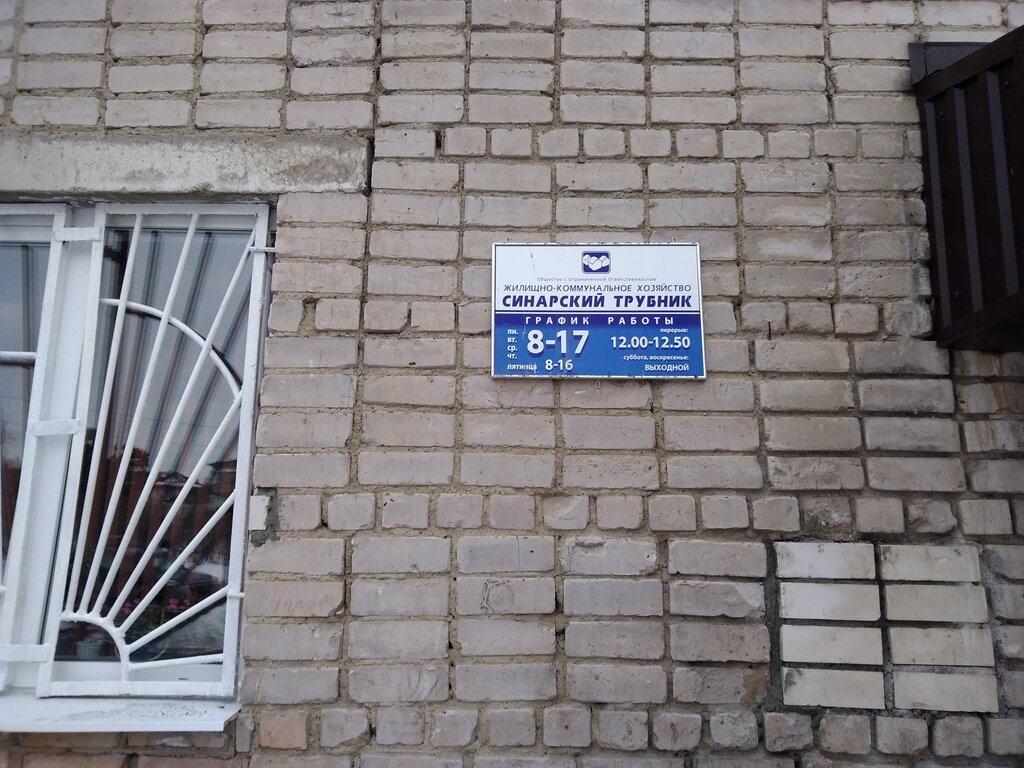 Общество с Ограниченной Ответственностью
ЖИЛИЩНО-КОММУНАЛЬНОЕ ХОЗЯЙСТВО
СИНАРСКИЙ ТРУБНИК
ГРАФИК РАБОТЫ
пн.
вт.
ср.
чт.
8-17
пятница 8-16
перерыв:
12.00-12.50
суббота, воскресенье:
ВЫХОДНОЙ